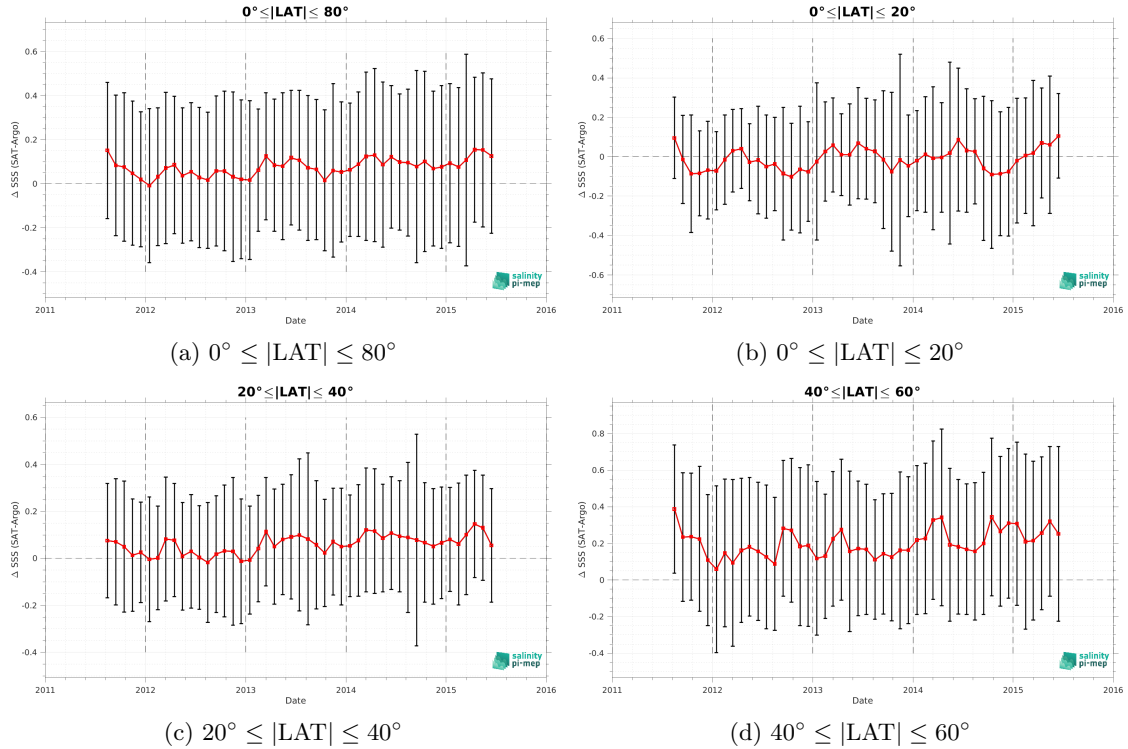 0°≤|LAT|≤ 80°
Δ SSS (SAT-Argo)
0.6
0.4
0.2
0
-0.2
-0.4
2011 2012 2013 2014 2015 2016
Date
salinity
pi-mep
(a) 0° ≤ |LAT| ≤ 80°
0°≤|LAT|≤ 20°
Δ SSS (SAT-Argo)
0.6
0.4
0.2
0
-0.2
-0.4
-0.6
2011 2012 2013 2014 2015 2016
Date
salinity
pi-mep
(b) 0° ≤ |LAT| ≤ 20°
20°≤|LAT|≤ 40°
Δ SSS (SAT-Argo)
0.6
0.4
0.2
0
-0.2
-0.4
2011 2012 2013 2014 2015 2016
Date
salinity
pi-mep
(c) 20° ≤ |LAT| ≤ 40°
40°≤|LAT|≤ 60°
Δ SSS (SAT-Argo)
0.8
0.6
0.4
0.2
0
-0.2
-0.4
2011 2012 2013 2014 2015 2016
Date
salinity
pi-mep
(d) 40° ≤ |LAT| ≤ 60°